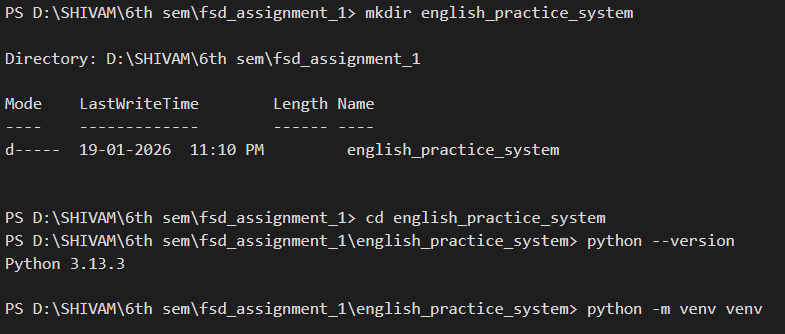 PS D:\SHIVAM\6th sem\fsd_assignment_1> mkdir english_practice_system
Directory: D:\SHIVAM\6th sem\fsd_assignment_1
Mode    LastWriteTime        Length Name
----    -------------        ------ ----
d-----  19-01-2026  11:10 PM        english_practice_system
PS D:\SHIVAM\6th sem\fsd_assignment_1> cd english_practice_system
PS D:\SHIVAM\6th sem\fsd_assignment_1\english_practice_system> python --version
Python 3.13.3
PS D:\SHIVAM\6th sem\fsd_assignment_1\english_practice_system> python -m venv venv